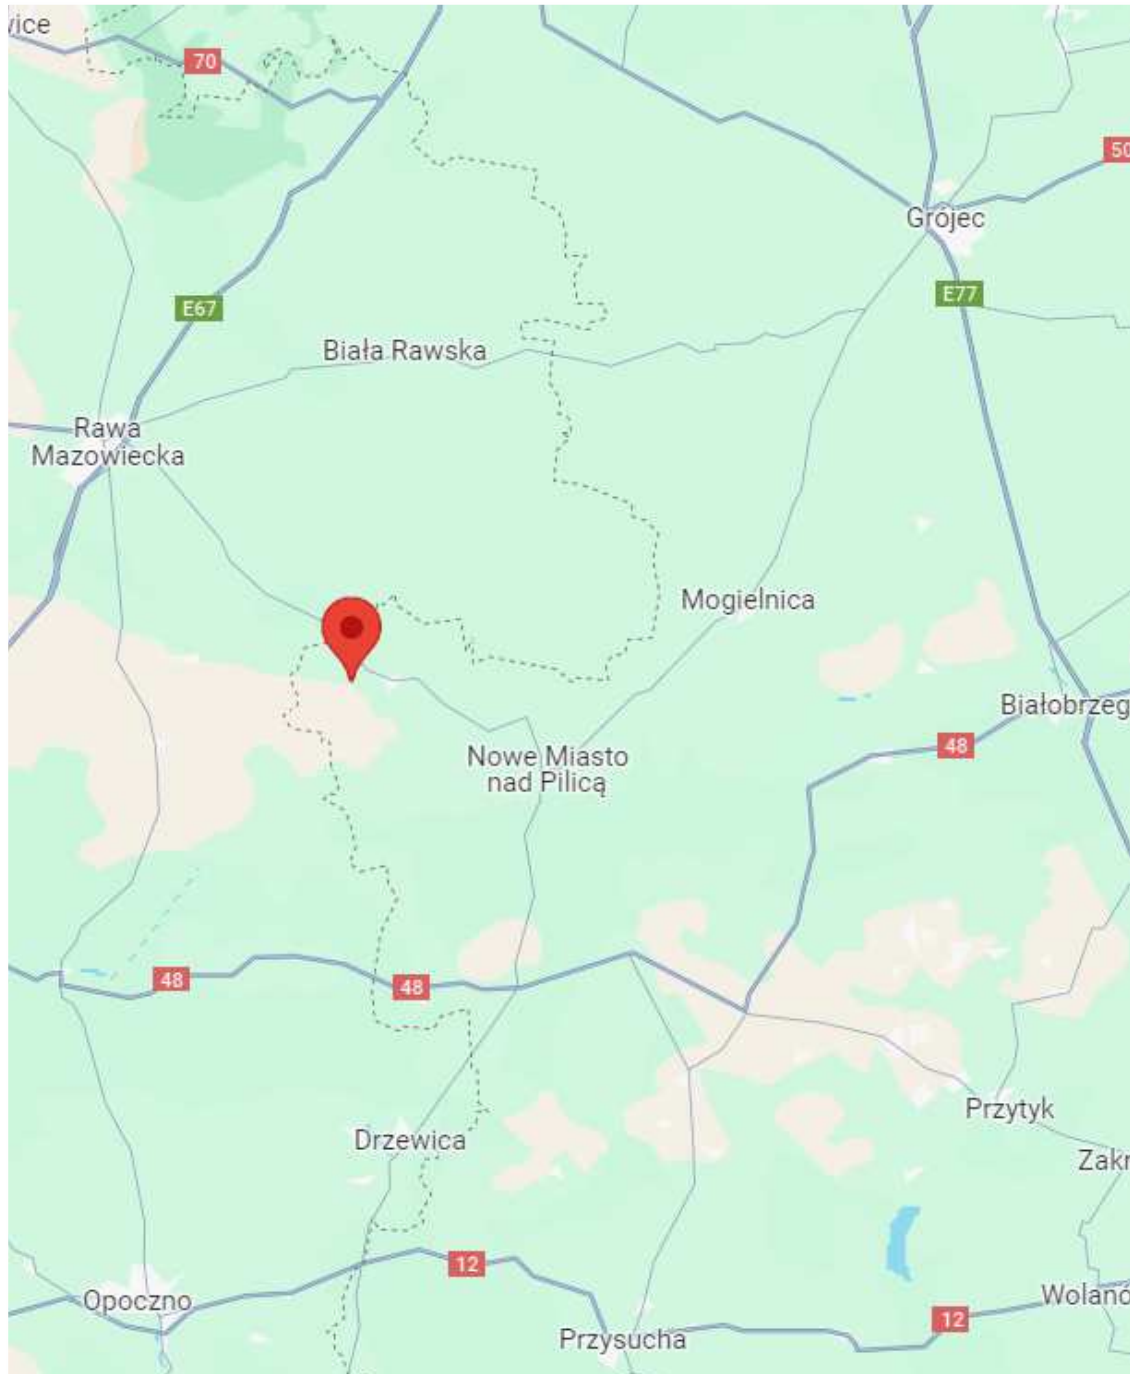 vice
70
50
Grójec
E67
E77
Biała Rawska
Rawa
Mazowiecka
Mogielnica
Białobrzeg
48
Nowe Miasto
nad Pilicą
48
48
Przytyk
Drzewica
Zakr
12
Opoczno
Wolanó
12
Przysucha